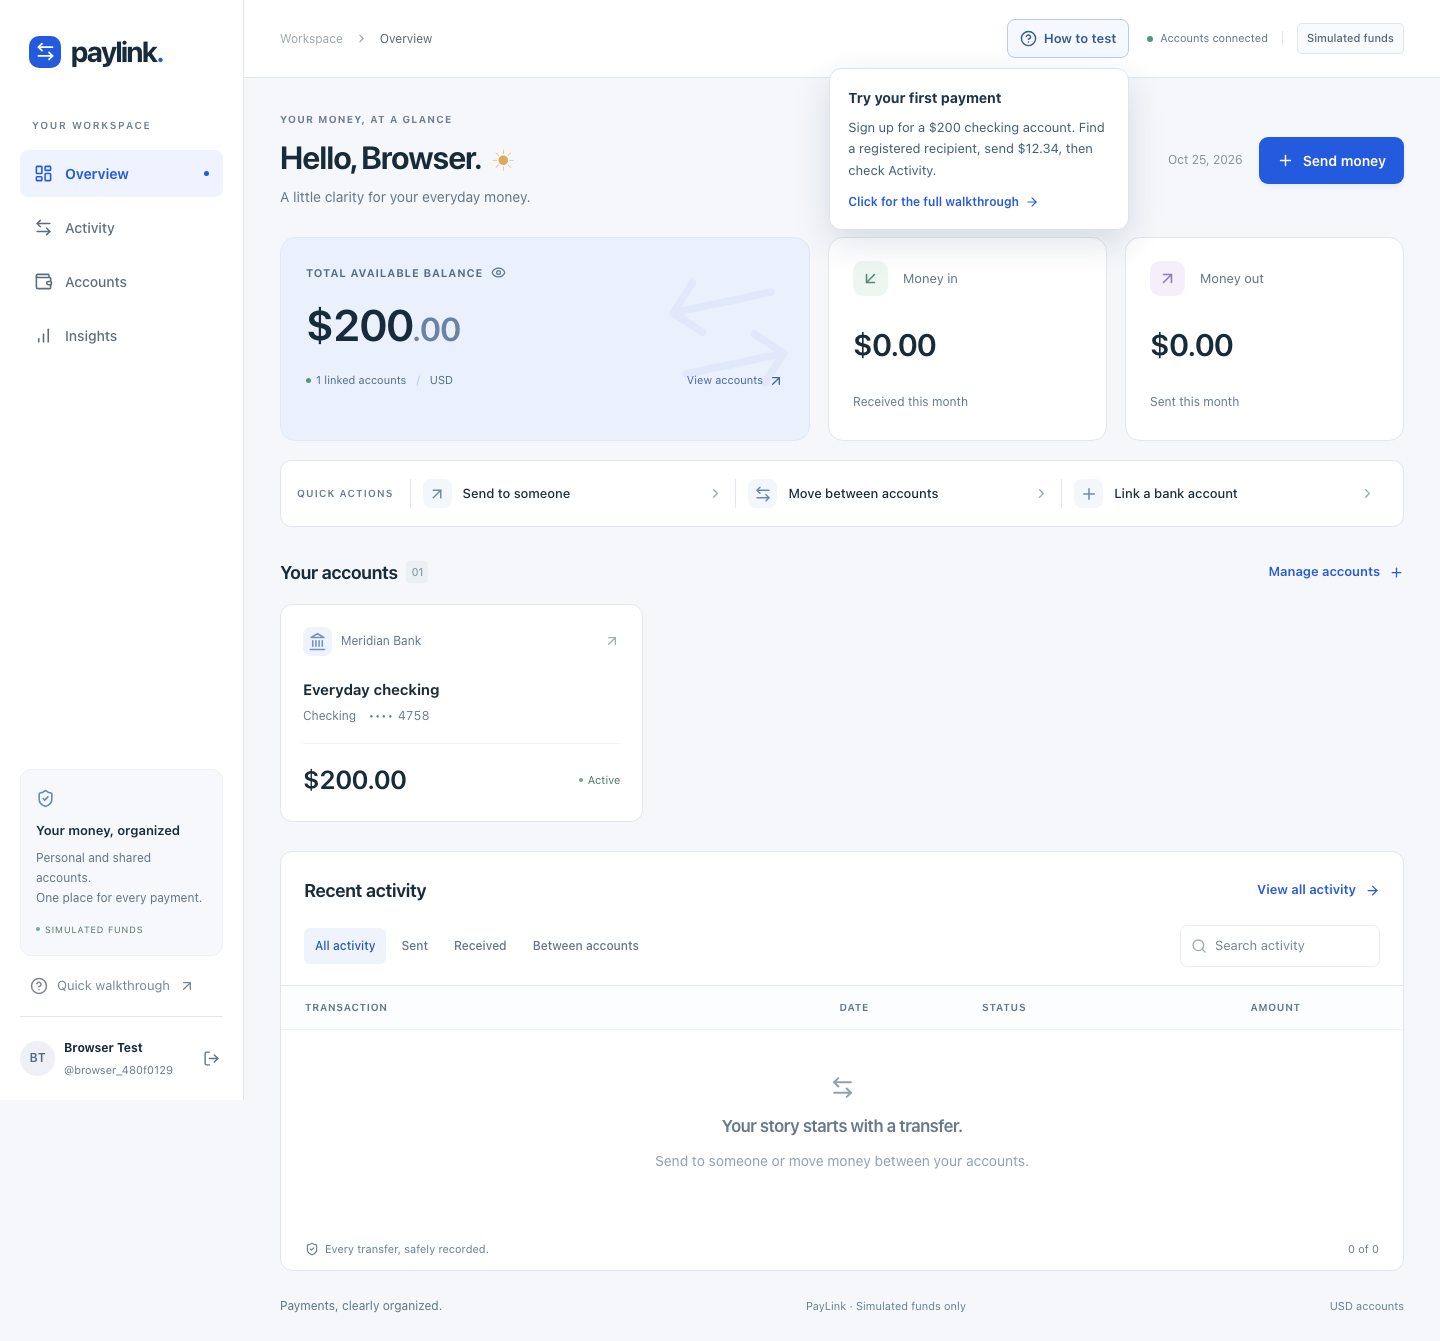 paylink.
YOUR WORKSPACE
Overview
Activity
Accounts
Insights
Your money, organized
Personal and shared
accounts.
One place for every payment.
SIMULATED FUNDS
Quick walkthrough
BT
Browser Test
@browser_480f0129
Workspace > Overview
How to test
Accounts connected
Simulated funds
Try your first payment
Sign up for a $200 checking account. Find
a registered recipient, send $12.34, then
check Activity.
Click for the full walkthrough
YOUR MONEY, AT A GLANCE
Hello, Browser.
A little clarity for your everyday money.
Oct 25, 2026
Send money
TOTAL AVAILABLE BALANCE
$200.00
1 linked accounts / USD
View accounts
Money in
$0.00
Received this month
Money out
$0.00
Sent this month
QUICK ACTIONS
Send to someone
Move between accounts
Link a bank account
Your accounts 01
Manage accounts
Meridian Bank
Everyday checking
Checking •••• 4758
$200.00
Active
Recent activity
View all activity
All activity
Sent
Received
Between accounts
Search activity
TRANSACTION DATE STATUS AMOUNT
Your story starts with a transfer.
Send to someone or move money between your accounts.
Every transfer, safely recorded.
0 of 0
Payments, clearly organized.
PayLink · Simulated funds only
USD accounts